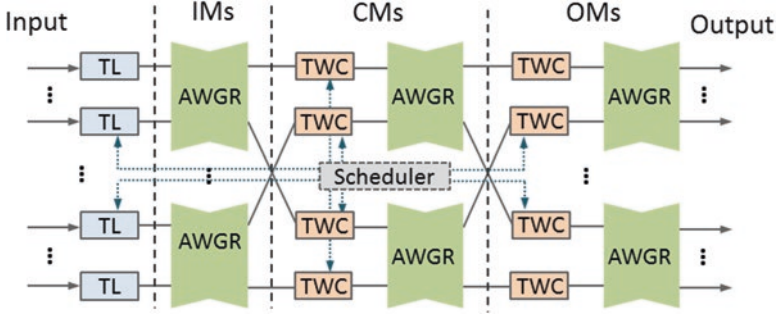 Input IMs CMs OMs Output
TL TWC TWC
AWGR AWGR AWGR
TL TWC TWC
Scheduler
TL TWC TWC
AWGR AWGR AWGR
TL TWC TWC